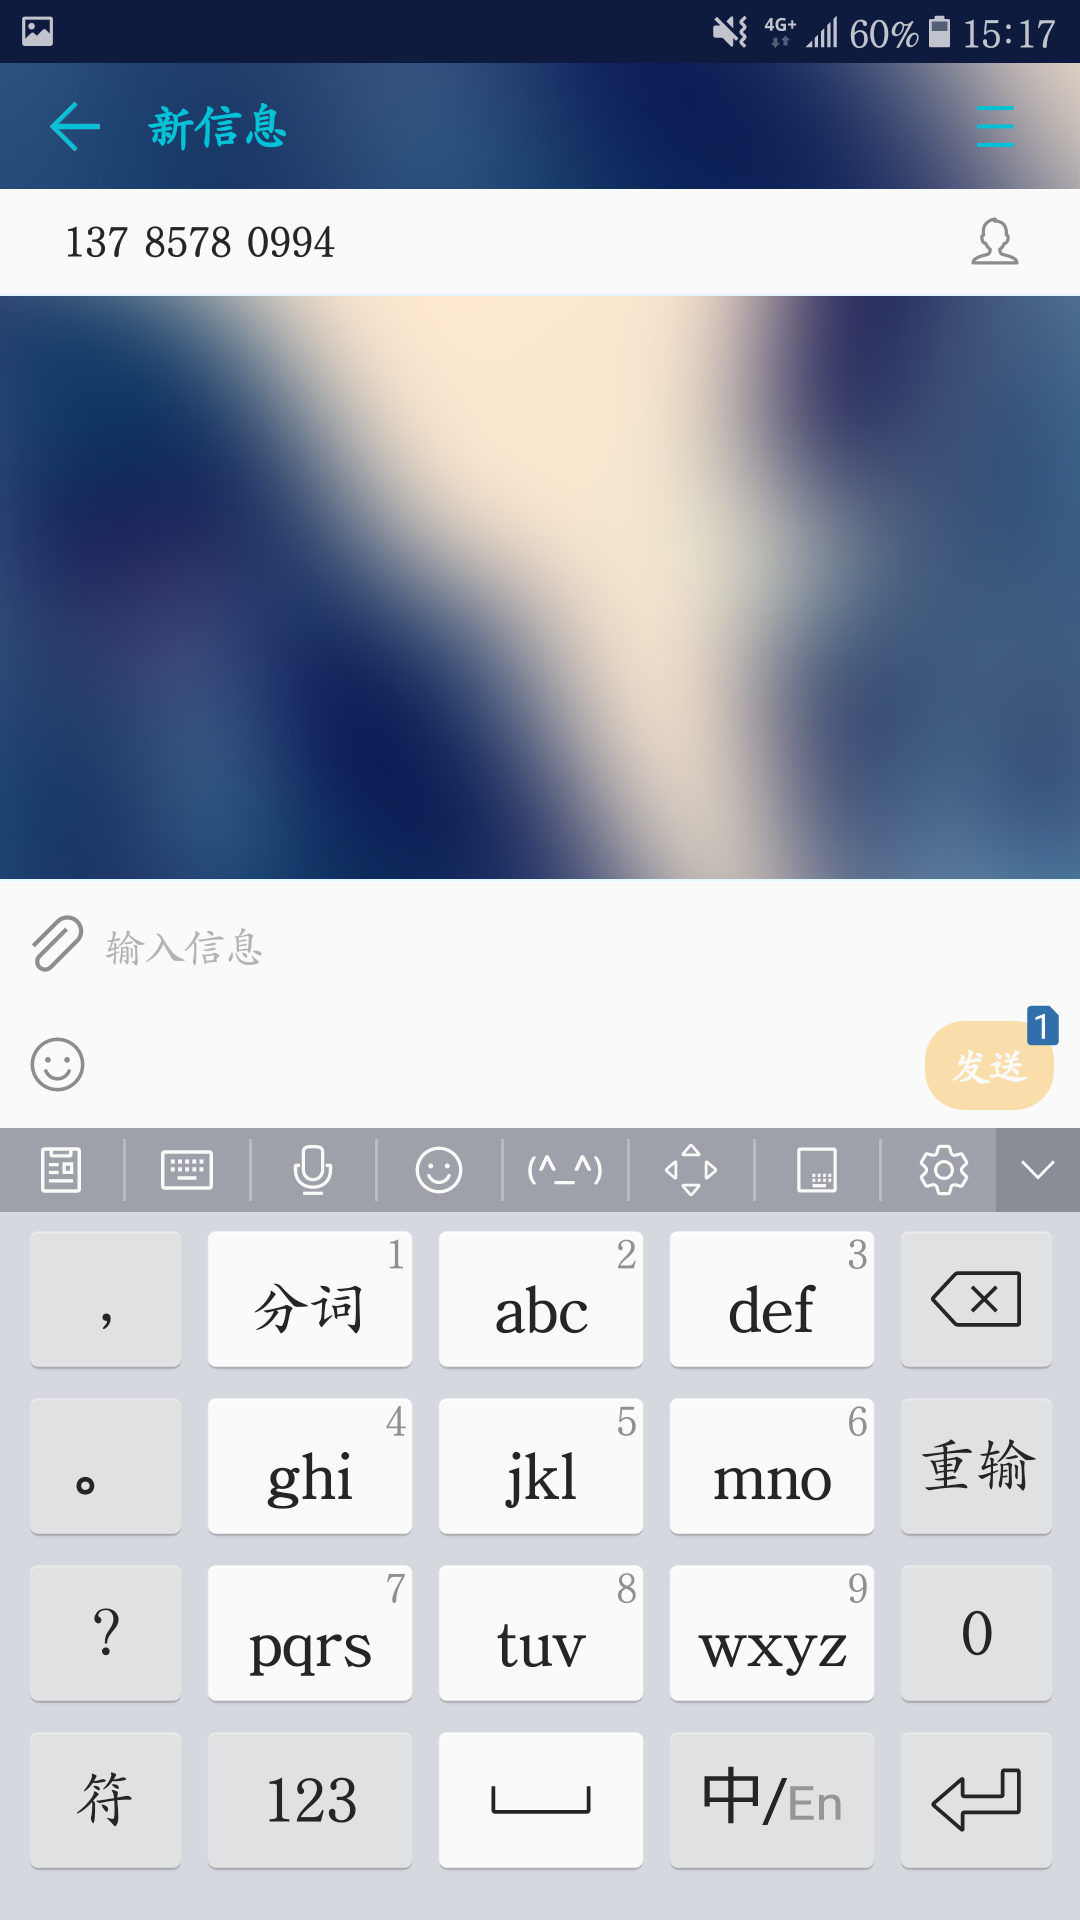 4G+ 60% 15:17
新信息
137 8578 0994
输入信息
1
发送
(^_^)
， 分词 1 abc 2 def 3
。 ghi 4 jkl 5 mno 6 重输
? pqrs 7 tuv 8 wxyz 9 0
符 123 中/En